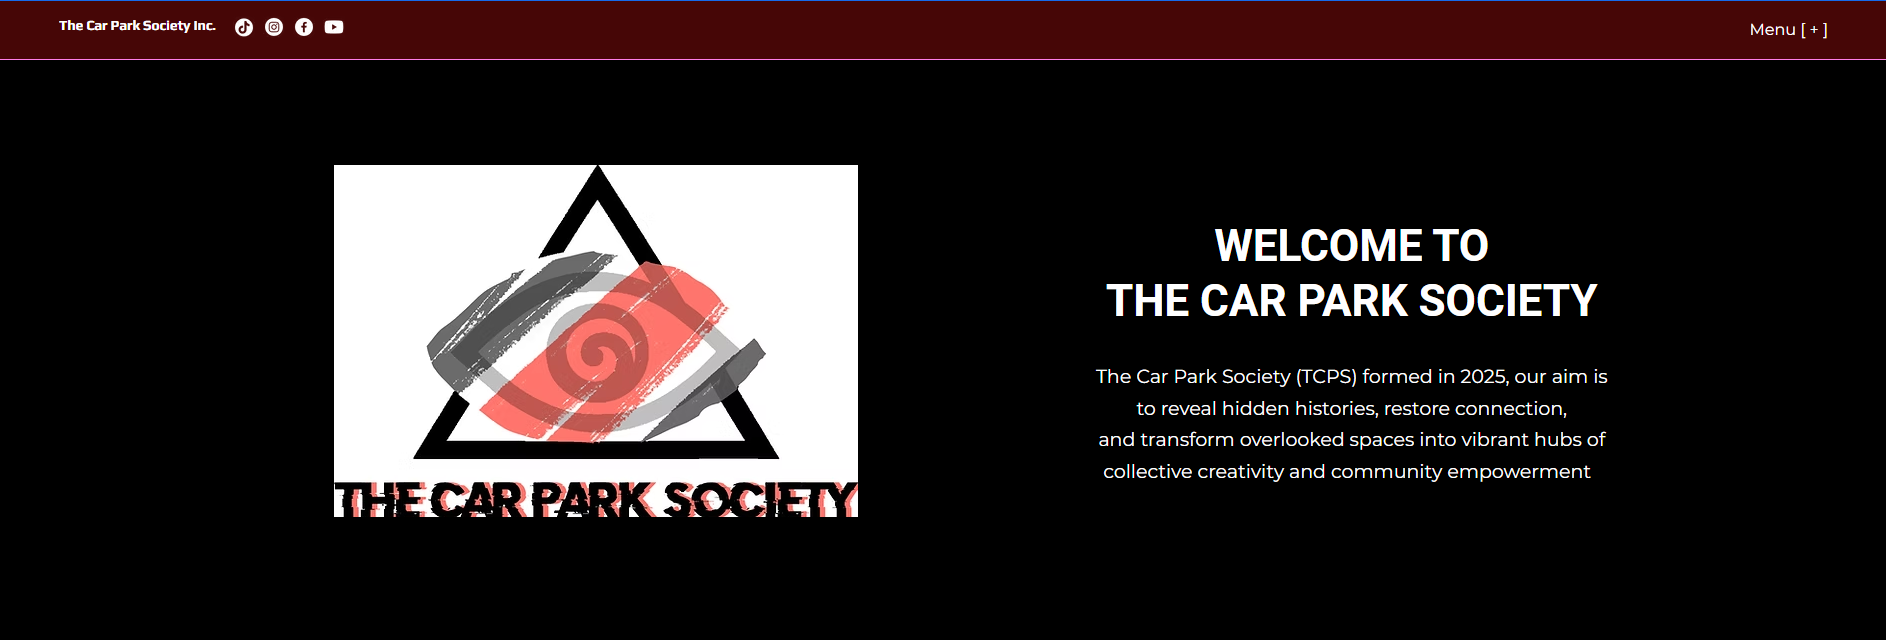 The Car Park Society Inc.
Menu [ + ]
THE CAR PARK SOCIETY
WELCOME TO
THE CAR PARK SOCIETY
The Car Park Society (TCPS) formed in 2025, our aim is
to reveal hidden histories, restore connection,
and transform overlooked spaces into vibrant hubs of
collective creativity and community empowerment